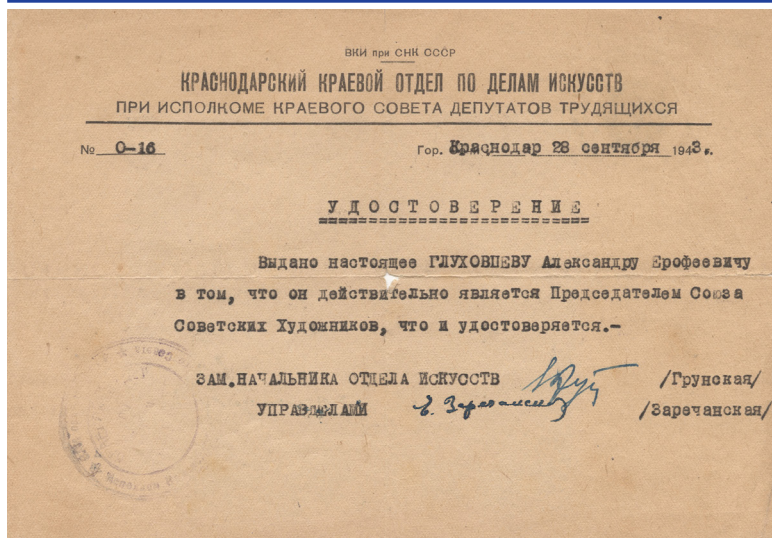 ВКИ при СНК СССР
КРАСНОДАРСКИЙ КРАЕВОЙ ОТДЕЛ ПО ДЕЛАМ ИСКУССТВ
ПРИ ИСПОЛКОМЕ КРАЕВОГО СОВЕТА ДЕПУТАТОВ ТРУДЯЩИХСЯ
№ О-16 Гор. Краснодар 28 сентября 1943.
УДОСТОВЕРЕНИЕ
Выдано настоящее ГЛУХОВЦЕВУ Александру Ерофеевичу
в том, что он действительно является Председателем Союза
Советских Художников, что и удостоверяется.-
ЗАМ.НАЧАЛЬНИКА ОТДЕЛА ИСКУССТВ /Грунская/
УПРАВДЕЛАМИ /Заречанская/